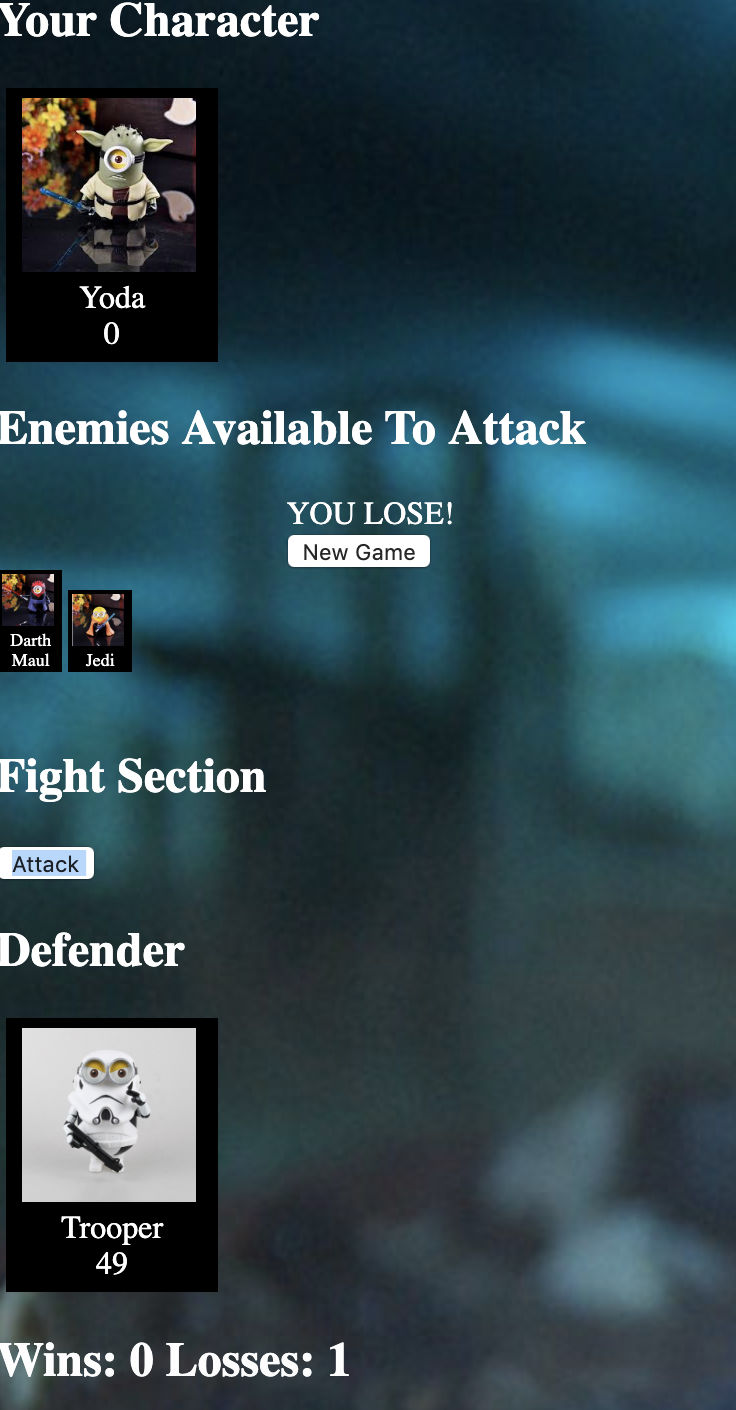 Your Character
Yoda
0
Enemies Available To Attack
YOU LOSE!
New Game
Darth
Maul
Jedi
Fight Section
Attack
Defender
Trooper
49
Wins: 0 Losses: 1